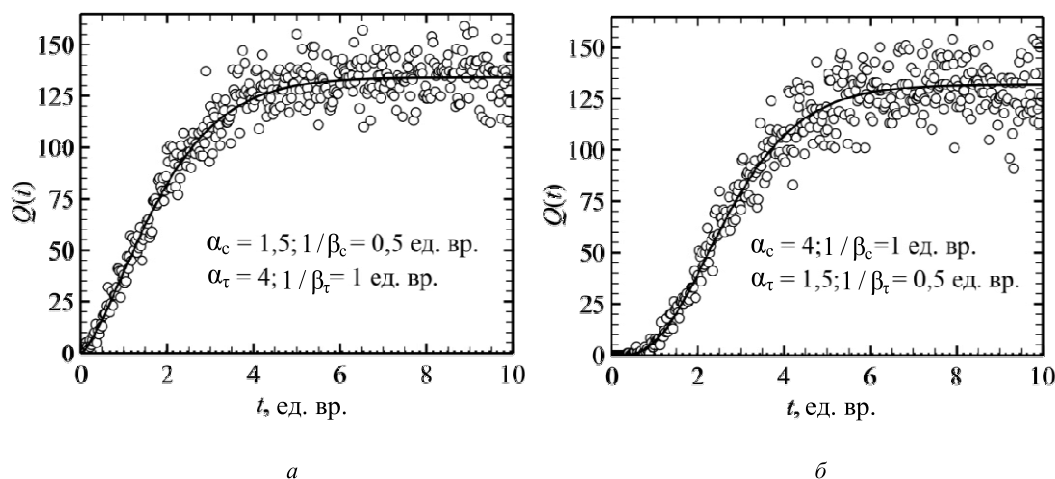 150
125
100
75
50
25
0
Q(i)
α_c = 1,5; 1/β_c = 0,5 ед. вр.
α_τ = 4; 1/β_τ = 1 ед. вр.
0 2 4 6 8 10
t, ед. вр.
а
150
125
100
75
50
25
0
Q(i)
α_c = 4; 1/β_c =1 ед. вр.
α_τ = 1,5; 1/β_τ = 0,5 ед. вр.
0 2 4 6 8 10
t, ед. вр.
б